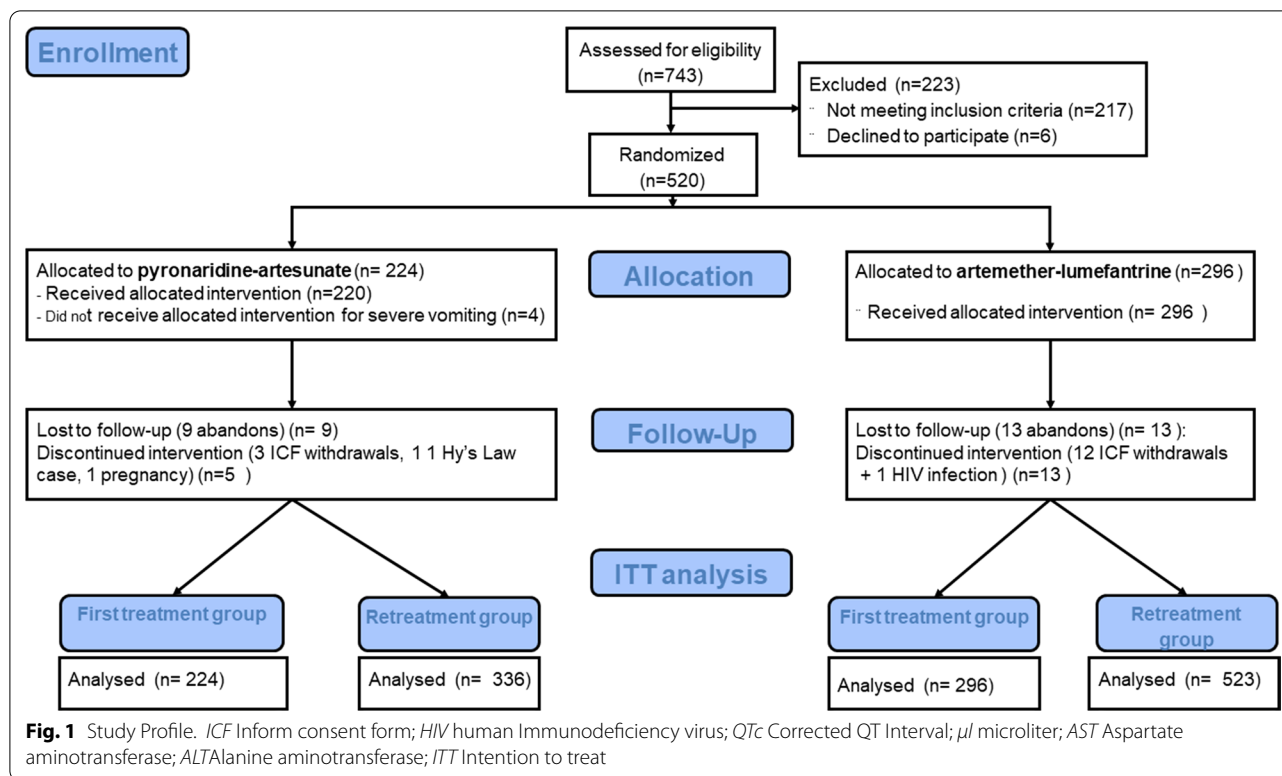 Enrollment
Assessed for eligibility
(n=743)
Excluded (n=223)
¨ Not meeting inclusion criteria (n=217)
¨ Declined to participate (n=6)
Randomized
(n=520)
Allocation
Allocated to pyronaridine-artesunate (n= 224)
- Received allocated intervention (n=220)
- Did not receive allocated intervention for severe vomiting (n=4)
Allocated to artemether-lumefantrine (n=296 )
¨ Received allocated intervention (n= 296 )
Follow-Up
Lost to follow-up (9 abandons) (n= 9)
Discontinued intervention (3 ICF withdrawals, 1 1 Hy's Law
case, 1 pregnancy) (n=5 )
Lost to follow-up (13 abandons) (n= 13):
Discontinued intervention (12 ICF withdrawals
+ 1 HIV infection ) (n=13 )
ITT analysis
First treatment group
Retreatment group
First treatment group
Retreatment
group
Analysed (n= 224)
Analysed (n= 336)
Analysed (n= 296)
Analysed (n= 523)
Fig. 1 Study Profile. ICF Inform consent form; HIV human Immunodeficiency virus; QTc Corrected QT Interval; µl microliter; AST Aspartate
aminotransferase; ALTAlanine aminotransferase; ITT Intention to treat